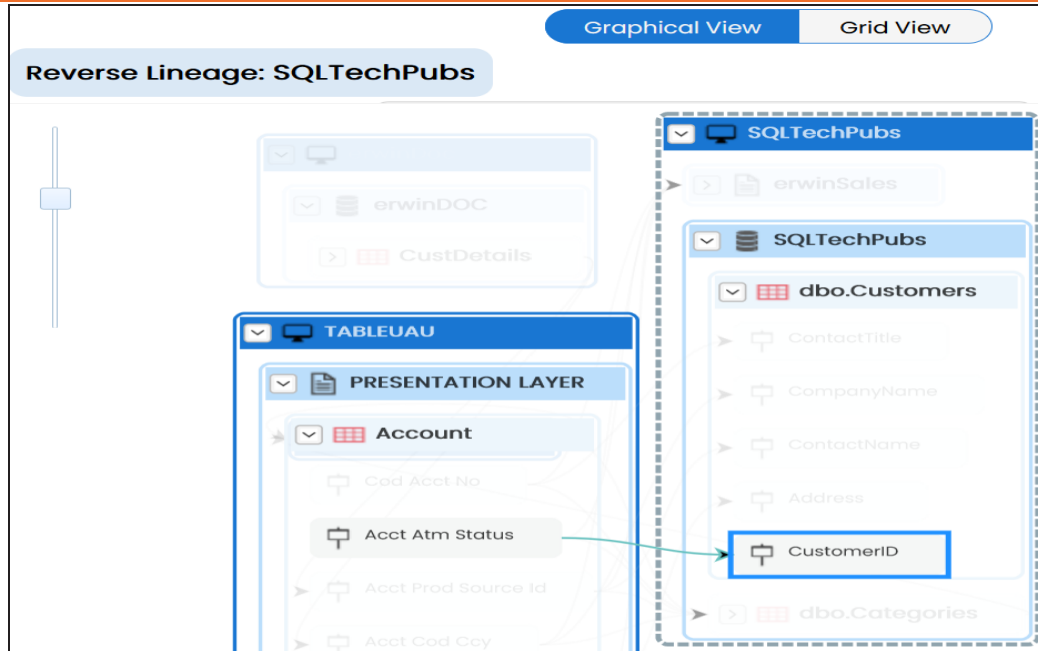 Graphical View Grid View
Reverse Lineage: SQLTechPubs
erwinDOC
CustDetails
TABLEUAU
PRESENTATION LAYER
Account
Cod Acct No
Acct Atm Status
Acct Prod Source Id
Acct Cod Ccy
SQLTechPubs
erwinSales
SQLTechPubs
dbo.Customers
ContactTitle
CompanyName
ContactName
Address
CustomerID
dbo.Categories